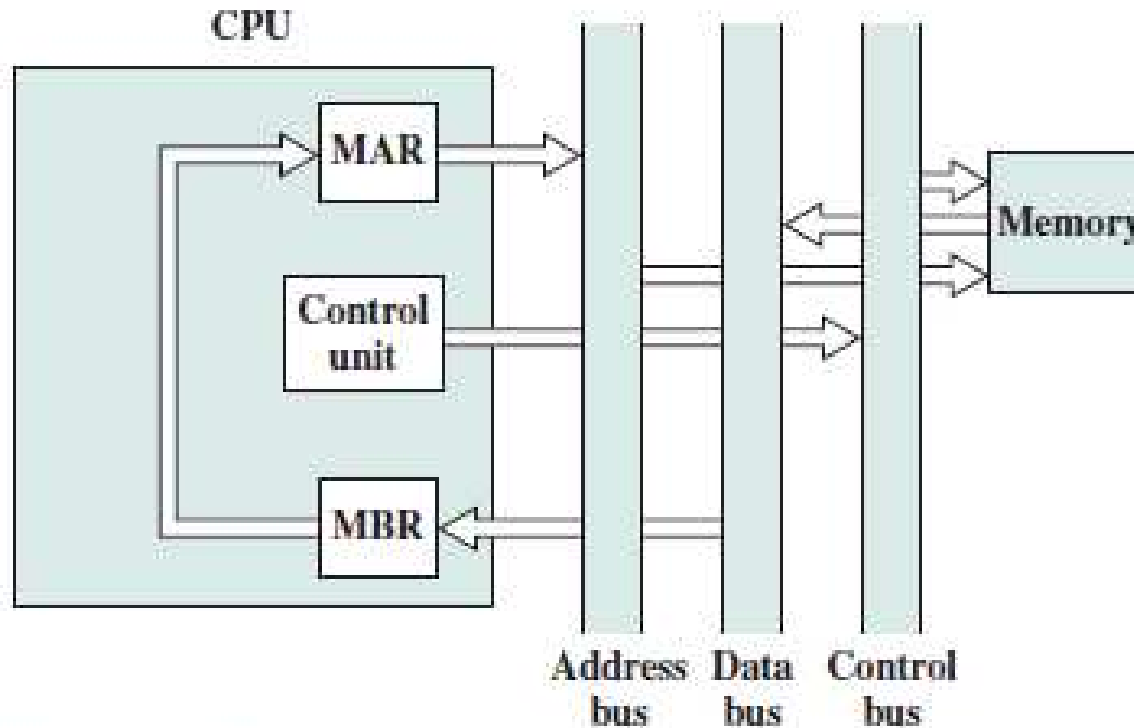 CPU
MAR
Memory
Control
unit
MBR
Address Data Control
bus bus bus